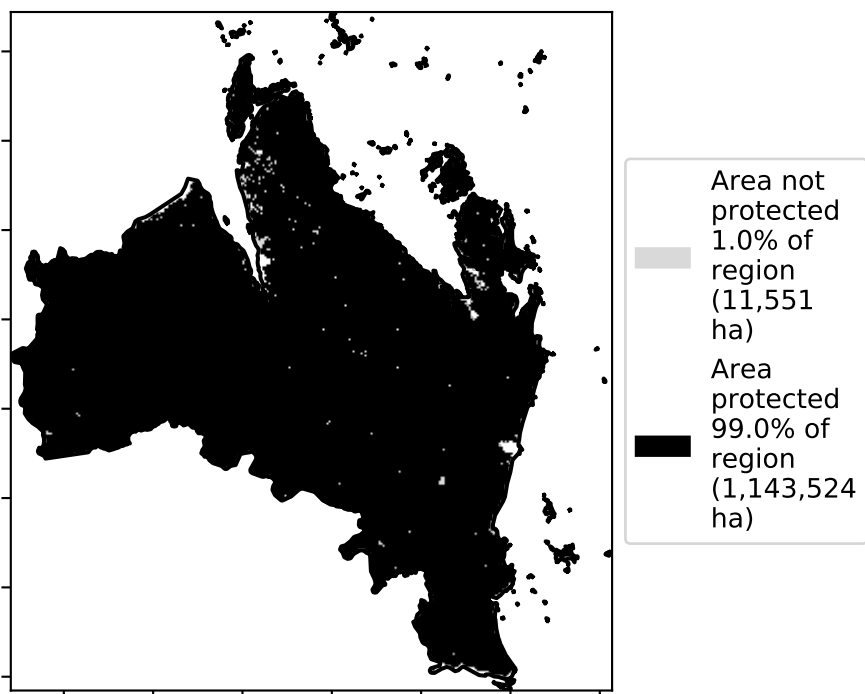 Area not
protected
1.0% of
region
(11,551
ha)
Area
protected
99.0% of
region
(1,143,524
ha)